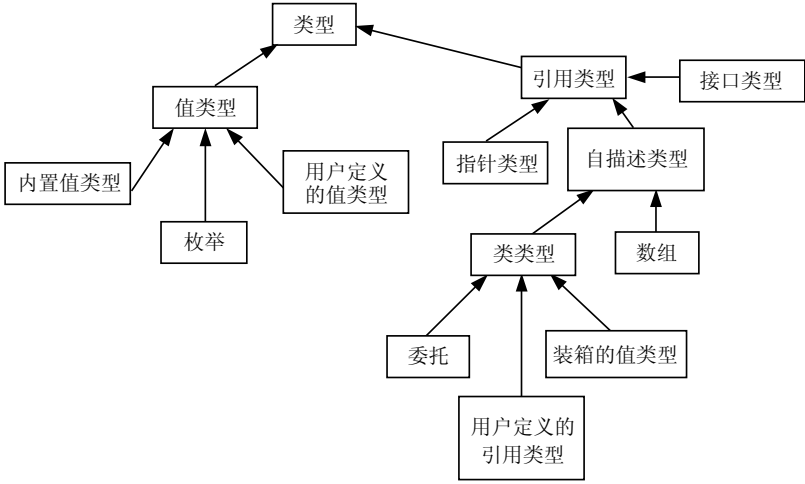 类型
引用类型
接口类型
值类型
指针类型
自描述类型
内置值类型
用户定义
的值类型
枚举
类类型
数组
委托
装箱的值类型
用户定义的
引用类型